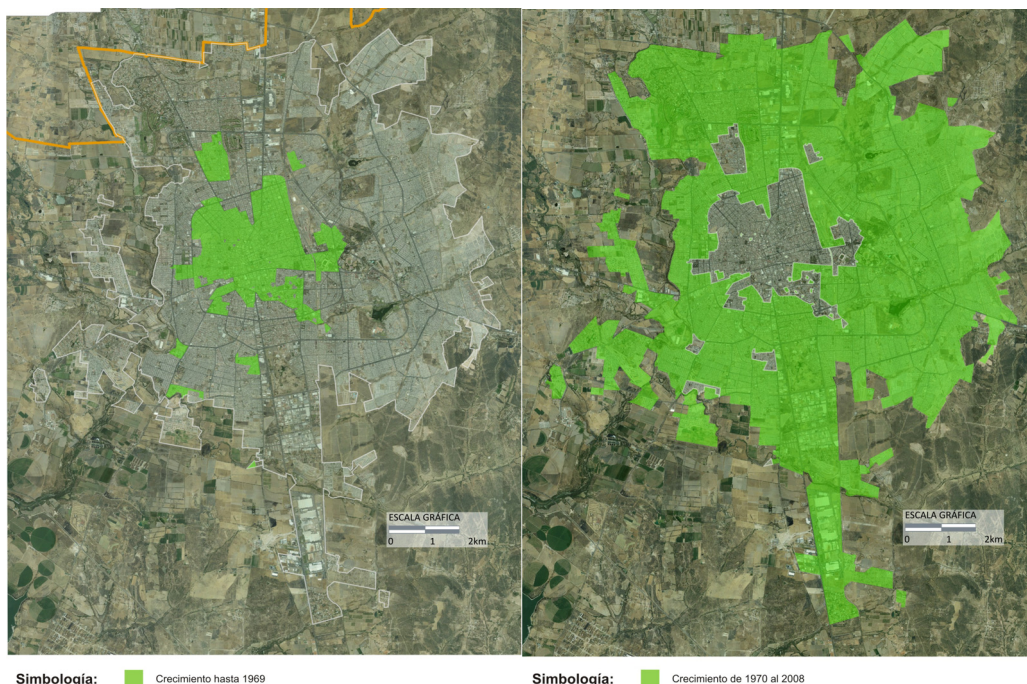 ESCALA GRÁFICA
0 1 2km
ESCALA GRÁFICA
0 1 2km
Simbología: Crecimiento hasta 1969
Simbología: Crecimiento de 1970 al 2008